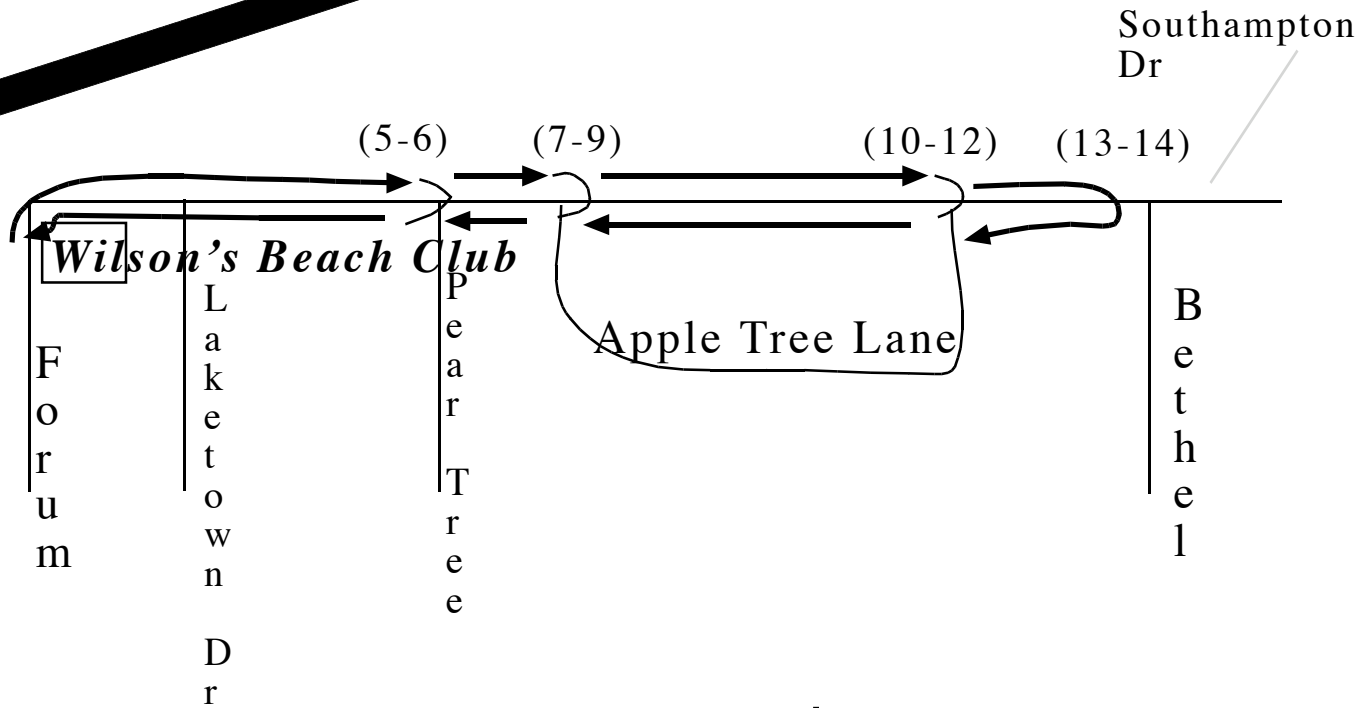 Southampton
Dr
(5-6) (7-9) (10-12) (13-14)
Wilson's Beach Club
Forum
Laketown Dr
Pear Tree
Apple Tree Lane
Bethel